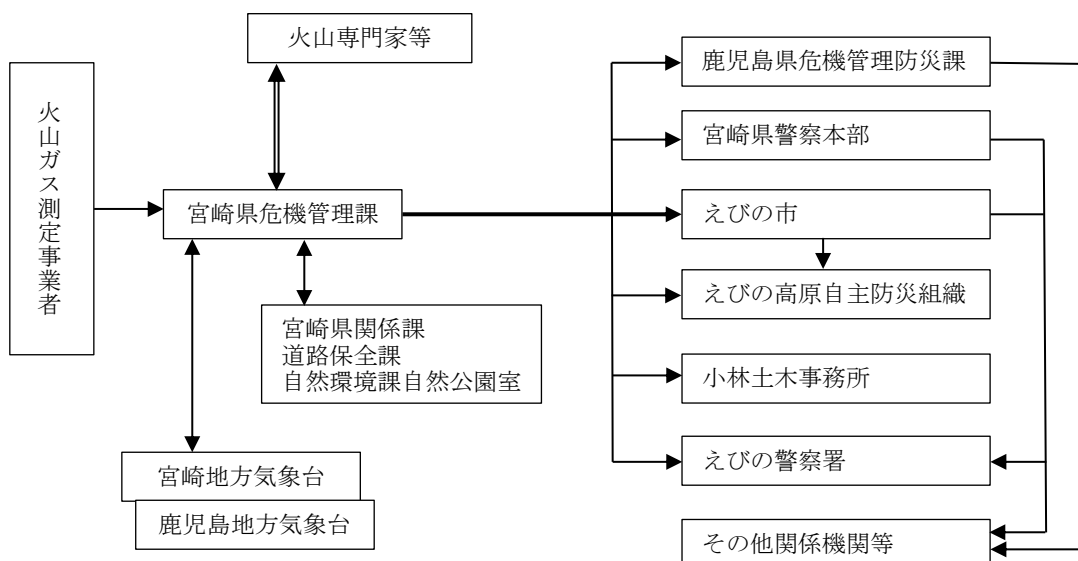 火山専門家等
火山ガス測定事業者
宮崎県危機管理課
宮崎県関係課
道路保全課
自然環境課自然公園室
宮崎地方気象台
鹿児島地方気象台
鹿児島県危機管理防災課
宮崎県警察本部
えびの市
えびの高原自主防災組織
小林土木事務所
えびの警察署
その他関係機関等